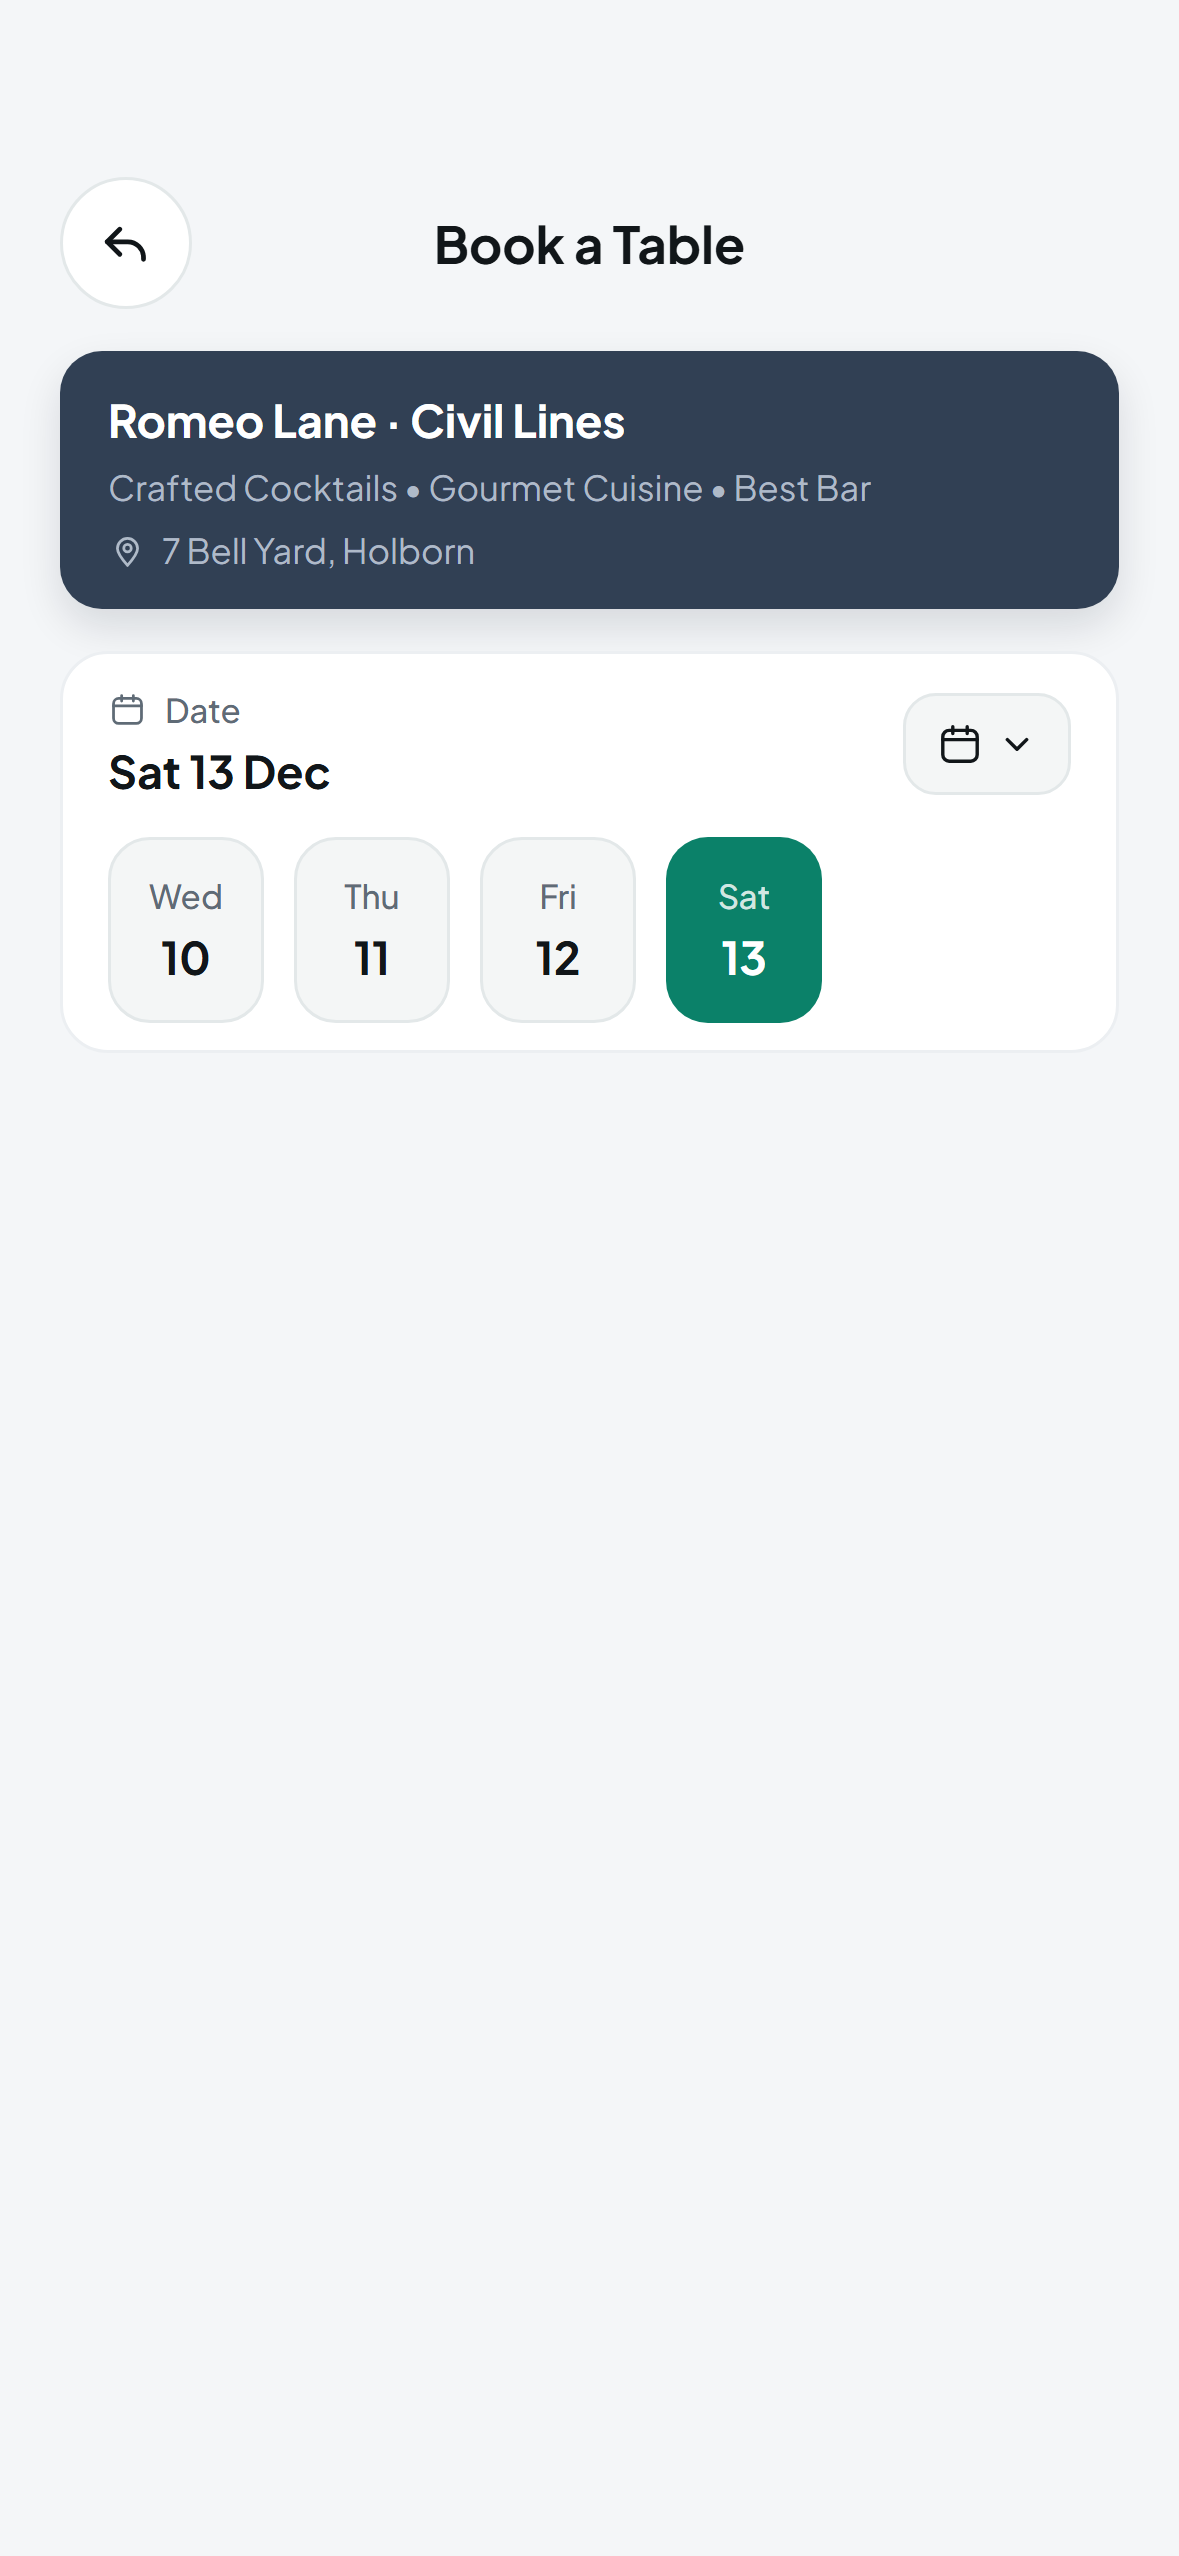 Book a Table
Romeo Lane · Civil Lines
Crafted Cocktails • Gourmet Cuisine • Best Bar
7 Bell Yard, Holborn
Date
Sat 13 Dec
Wed Thu Fri Sat
10 11 12 13